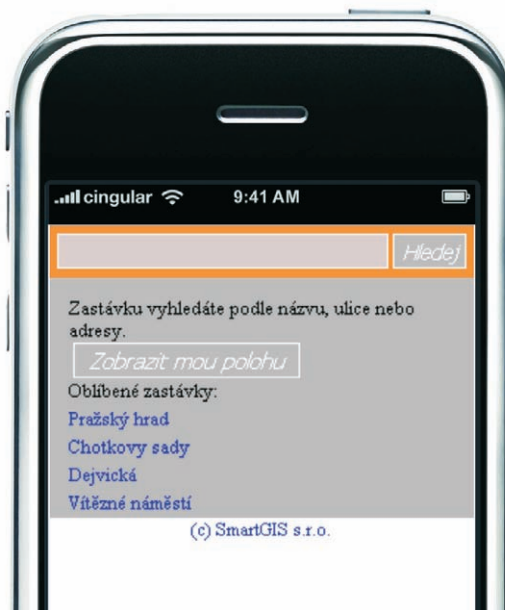 cingular 9:41 AM
Hledej
Zastávku vyhledáte podle názvu, ulice nebo
adresy.
Zobrazit mou polohu
Oblíbené zastávky:
Pražský hrad
Chotkovy sady
Dejvická
Vítězné náměstí
(c) SmartGIS s.r.o.